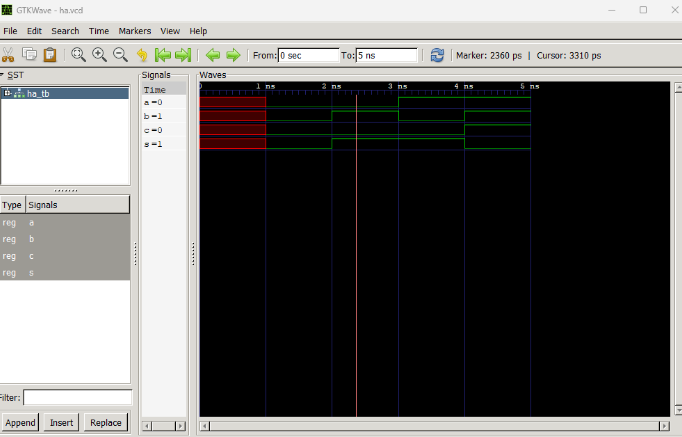 GTKWave - ha.vcd
File Edit Search Time Markers View Help
From: 0 sec To: 5 ns Marker: 2360 ps | Cursor: 3310 ps
SST
ha_tb
Type Signals
reg a
reg b
reg c
reg s
Filter:
Append Insert Replace
Signals
Time
a=0
b=1
c=0
s=1
Waves
0 1 ns 2 ns 3 ns 4 ns 5 ns